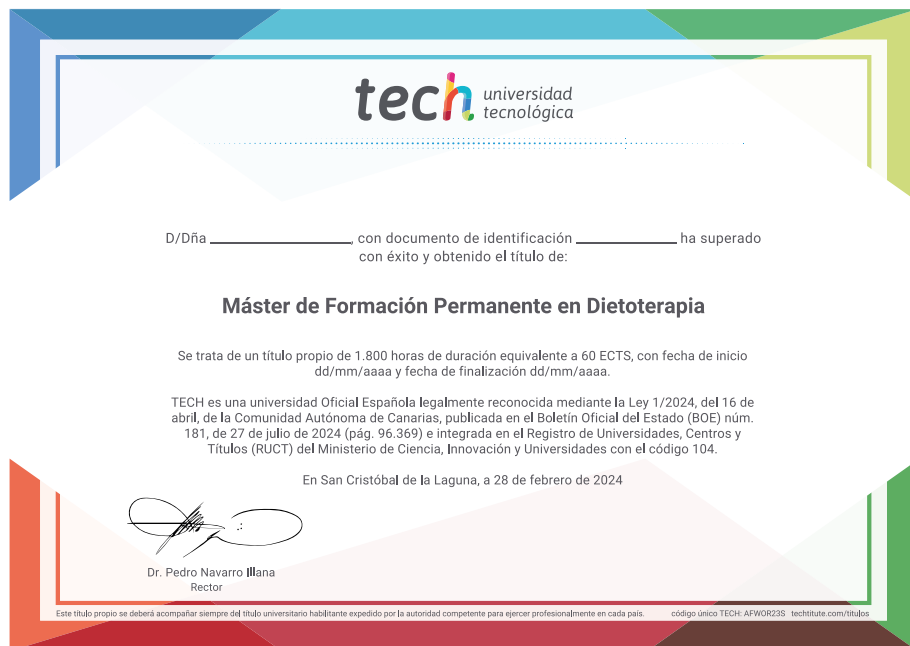 tech universidad
tecnológica
D/Dña ____________________, con documento de identificación ______________ ha superado
con éxito y obtenido el título de:
Máster de Formación Permanente en Dietoterapia
Se trata de un título propio de 1.800 horas de duración equivalente a 60 ECTS, con fecha de inicio
dd/mm/aaaa y fecha de finalización dd/mm/aaaa.
TECH es una universidad Oficial Española legalmente reconocida mediante la Ley 1/2024, del 16 de
abril, de la Comunidad Autónoma de Canarias, publicada en el Boletín Oficial del Estado (BOE) núm.
181, de 27 de julio de 2024 (pág. 96.369) e integrada en el Registro de Universidades, Centros y
Títulos (RUCT) del Ministerio de Ciencia, Innovación y Universidades con el código 104.
En San Cristóbal de la Laguna, a 28 de febrero de 2024
Dr. Pedro Navarro Illana
Rector
Este título propio se deberá acompañar siempre del título universitario habilitante expedido por la autoridad competente para ejercer profesionalmente en cada país. código único TECH: AFWOR23S techtitute.com/titulos